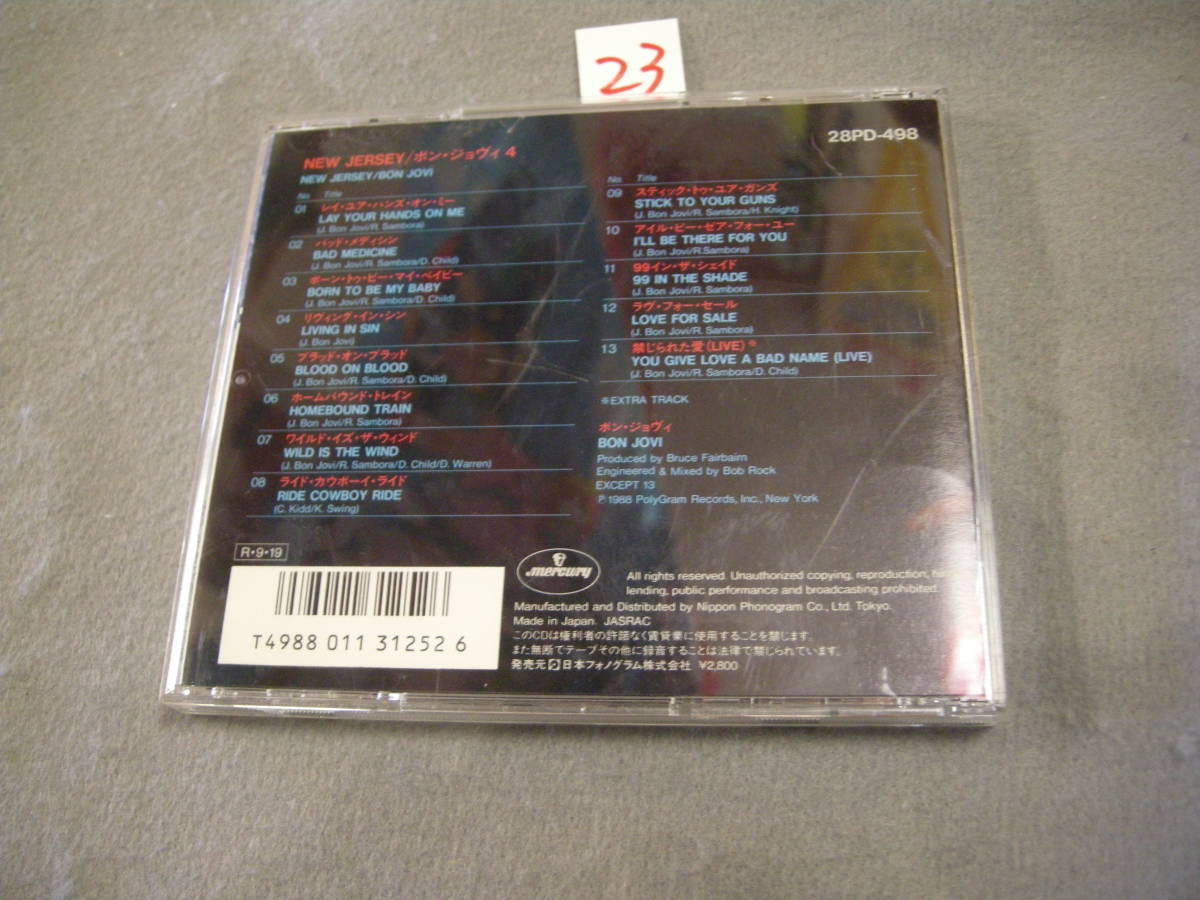 23
28PD-498
NEW JERSEY/ボン・ジョヴィ 4
NEW JERSEY/BON JOVI
No. Title
01 レイ・ユア・ハンズ・オン・ミー
LAY YOUR HANDS ON ME
(J. Bon Jovi/R. Sambora)
02 バッド・メディシン
BAD MEDICINE
(J. Bon Jovi/R. Sambora/D. Child)
03 ボーン・トゥ・ビー・マイ・ベイビー
BORN TO BE MY BABY
(J. Bon Jovi/R. Sambora/D. Child)
04 リヴィング・イン・シン
LIVING IN SIN
(J. Bon Jovi)
05 ブラッド・オン・ブラッド
BLOOD ON BLOOD
(J. Bon Jovi/R. Sambora/D. Child)
06 ホームバウンド・トレイン
HOMEBOUND TRAIN
(J. Bon Jovi/R. Sambora)
07 ワイルド・イズ・ザ・ウィンド
WILD IS THE WIND
(J. Bon Jovi/R. Sambora/D. Child/D. Warren)
08 ライド・カウボーイ・ライド
RIDE COWBOY RIDE
(C. Kidd/K. Swing)
No. Title
09 スティック・トゥ・ユア・ガンズ
STICK TO YOUR GUNS
(J. Bon Jovi/R. Sambora/H. Knight)
10 アイル・ビー・ゼア・フォー・ユー
I'LL BE THERE FOR YOU
(J. Bon Jovi/R. Sambora)
11 99イン・ザ・シェイド
99 IN THE SHADE
(J. Bon Jovi/R. Sambora)
12 ラヴ・フォー・セール
LOVE FOR SALE
(J. Bon Jovi/R. Sambora)
13 禁じられた愛(LIVE)※
YOU GIVE LOVE A BAD NAME (LIVE)
(J. Bon Jovi/R. Sambora/D. Child)
※EXTRA TRACK
ボン・ジョヴィ
BON JOVI
Produced by Bruce Fairbairn
Engineered & Mixed by Bob Rock
EXCEPT 13
℗1988 PolyGram Records, Inc., New York
R・9・19
T4988 011 31252 6
mercury
All rights reserved. Unauthorized copying, reproduction,
lending, public performance and broadcasting prohibited.
Manufactured and Distributed by Nippon Phonogram Co., Ltd. Tokyo.
Made in Japan. JASRAC
このCDは権利者の許諾なく賃貸業に使用することを禁じます。
また無断でテープその他に録音することは法律で禁じられています。
発売元 日本フォノグラム株式会社 ¥2,800